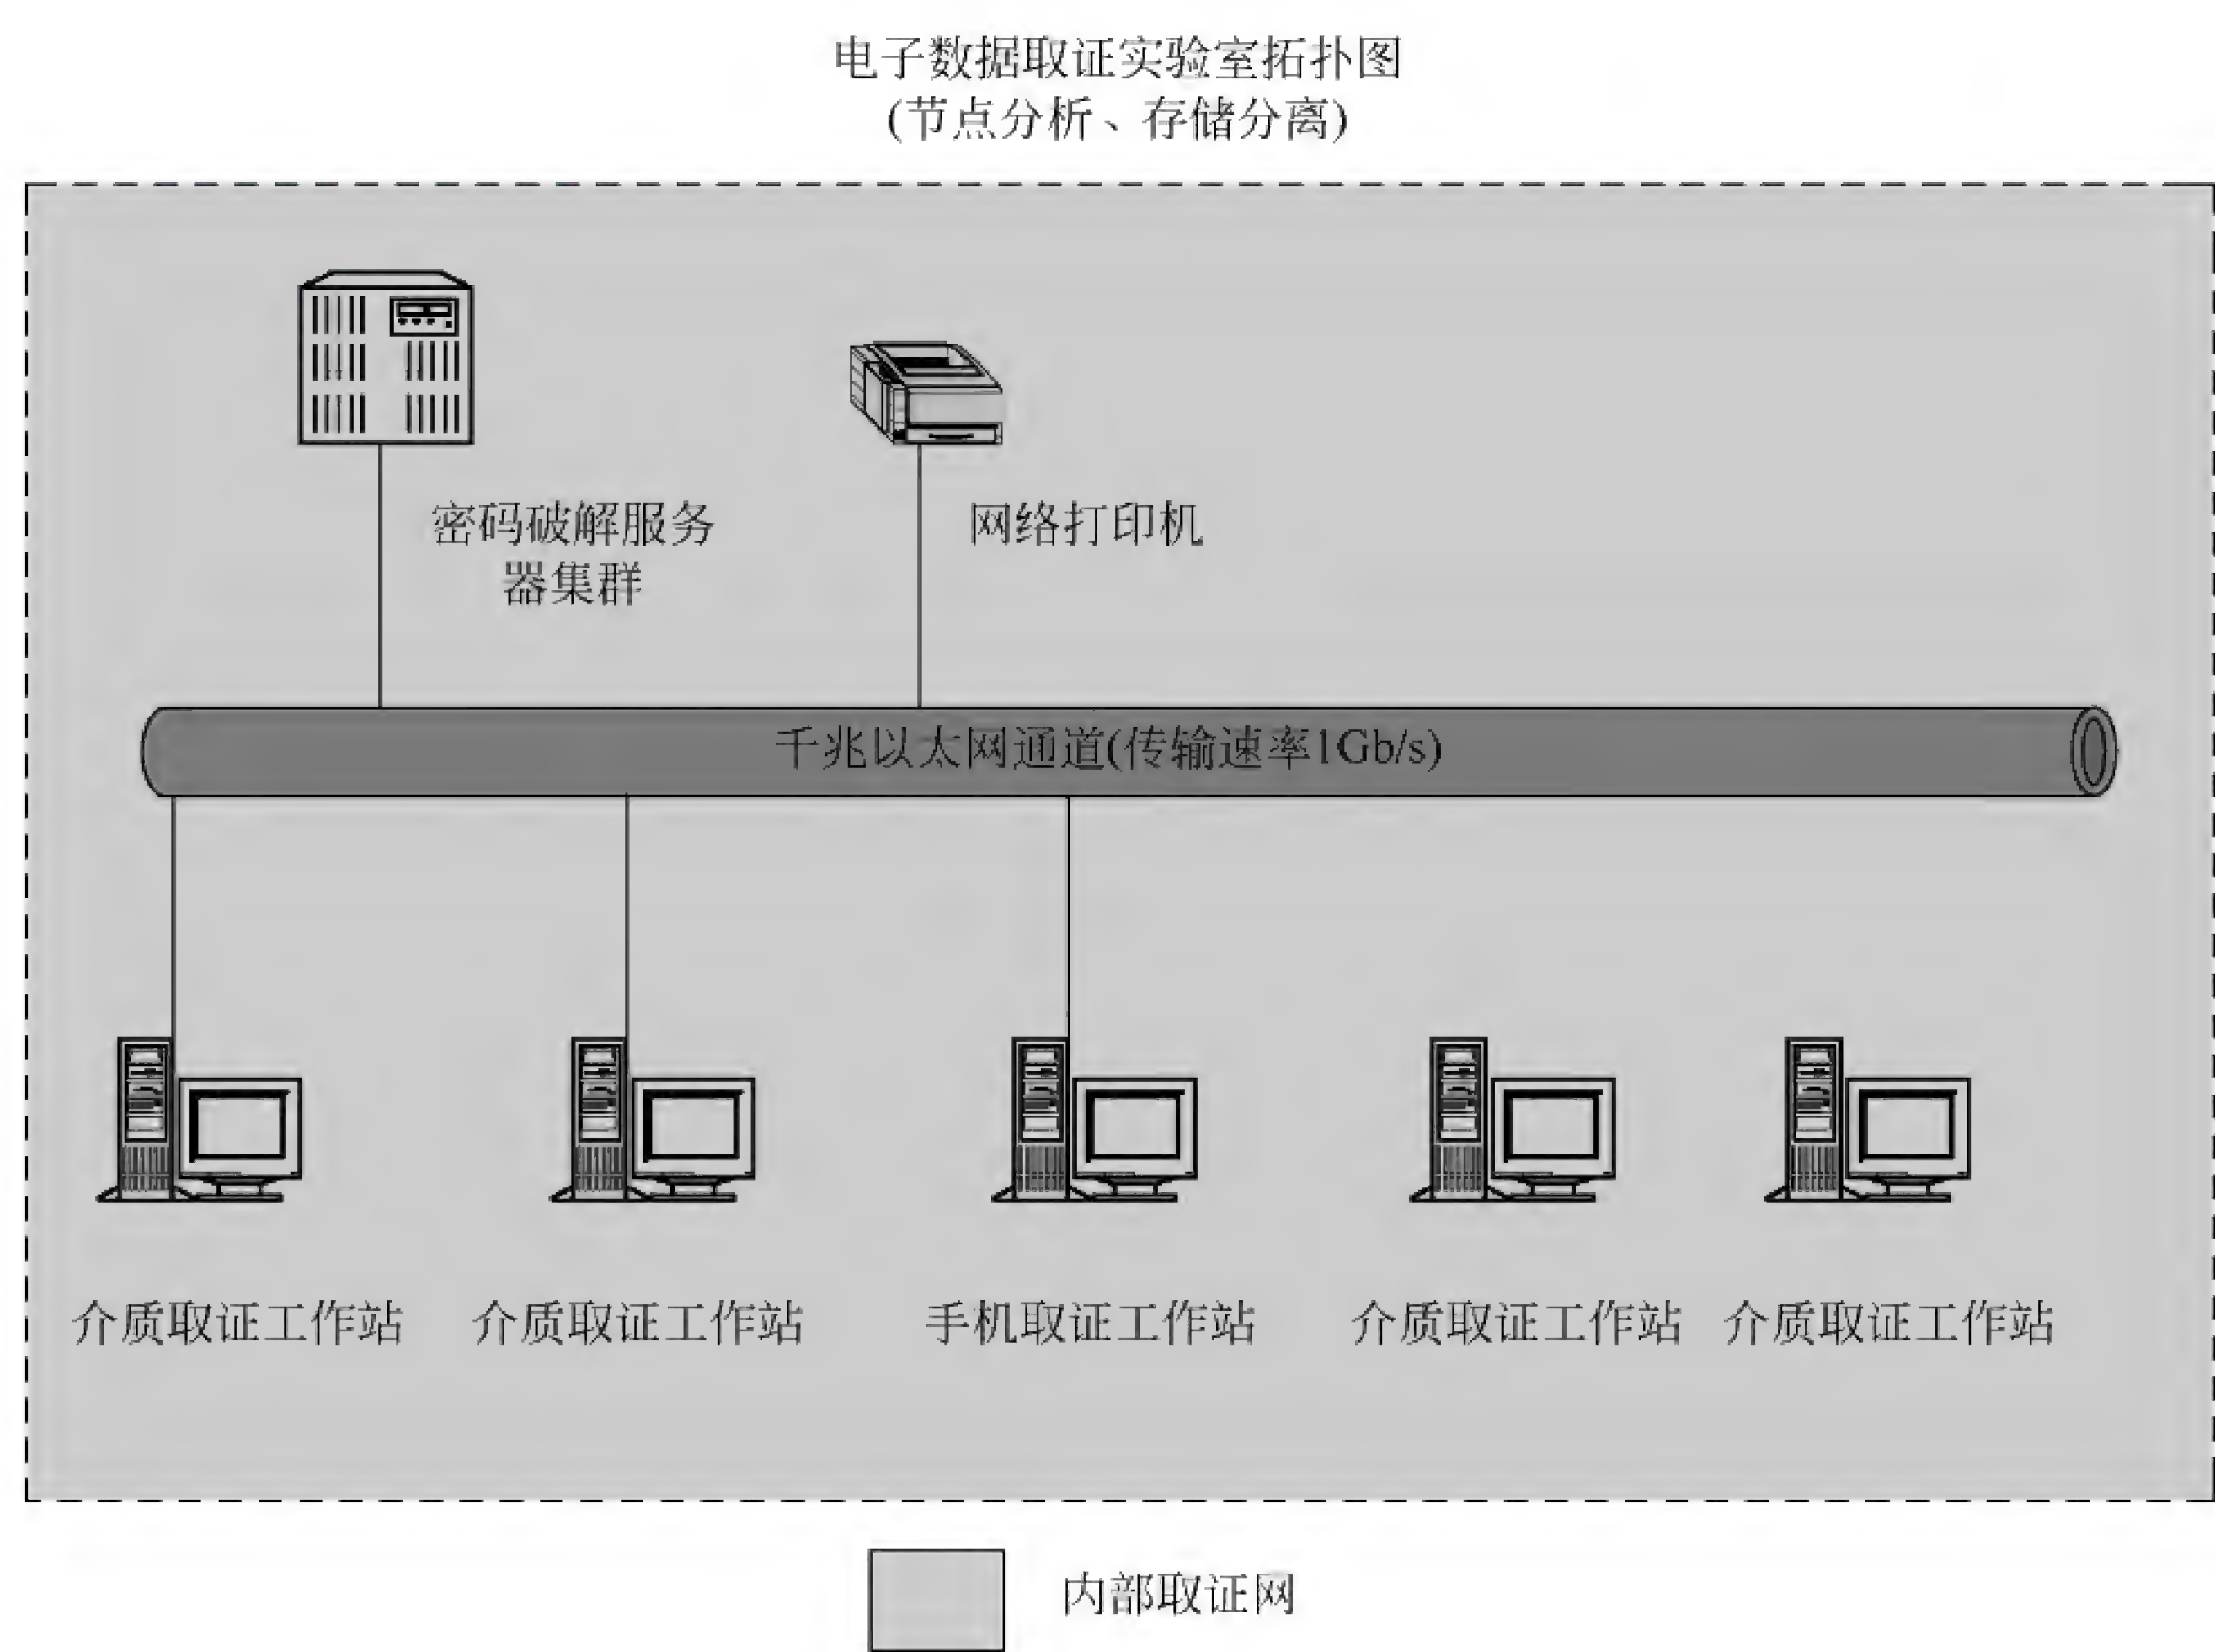 电子数据取证实验室拓扑图
(节点分析、存储分离)
密码破解服务
器集群
网络打印机
千兆以太网通道(传输速率1Gb/s)
介质取证工作站
介质取证工作站
手机取证工作站
介质取证工作站
介质取证工作站
内部取证网